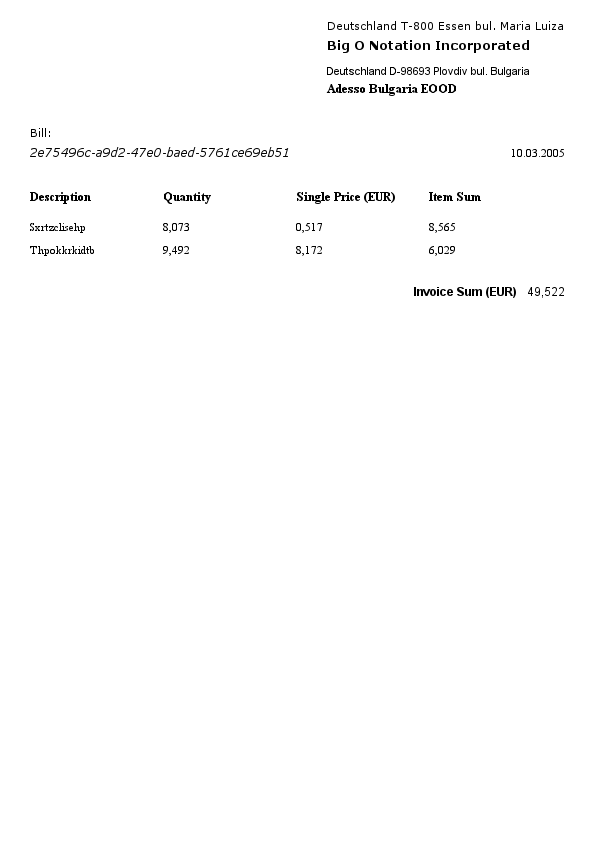 Deutschland T-800 Essen bul. Maria Luiza
Big O Notation Incorporated
Deutschland D-98693 Plovdiv bul. Bulgaria
Adesso Bulgaria EOOD
Bill:
2e75496c-a9d2-47e0-baed-5761ce69eb51 10.03.2005
Description Quantity Single Price (EUR) Item Sum
Sxrtzclisehp 8,073 0,517 8,565
Thpokkrkidtb 9,492 8,172 6,029
Invoice Sum (EUR) 49,522